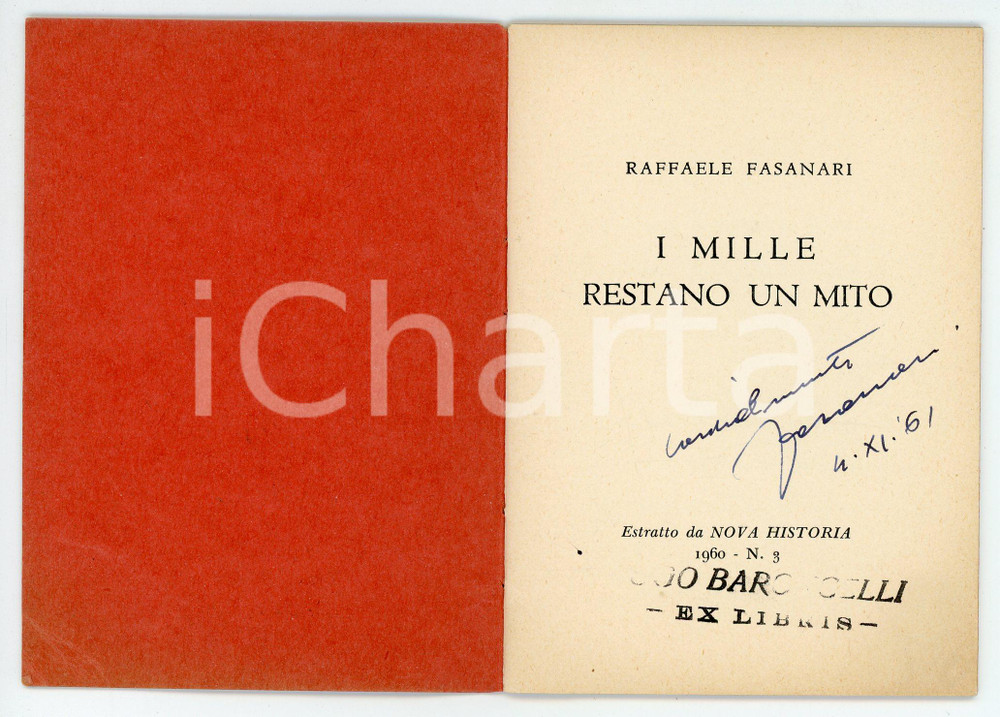 RAFFAELE FASANARI
I MILLE
RESTANO UN MITO
iCharta
cordialmente
Fasanari
XI. '61
Estratto da NOVA HISTORIA
1960 - N. 3
EX LIBRIS